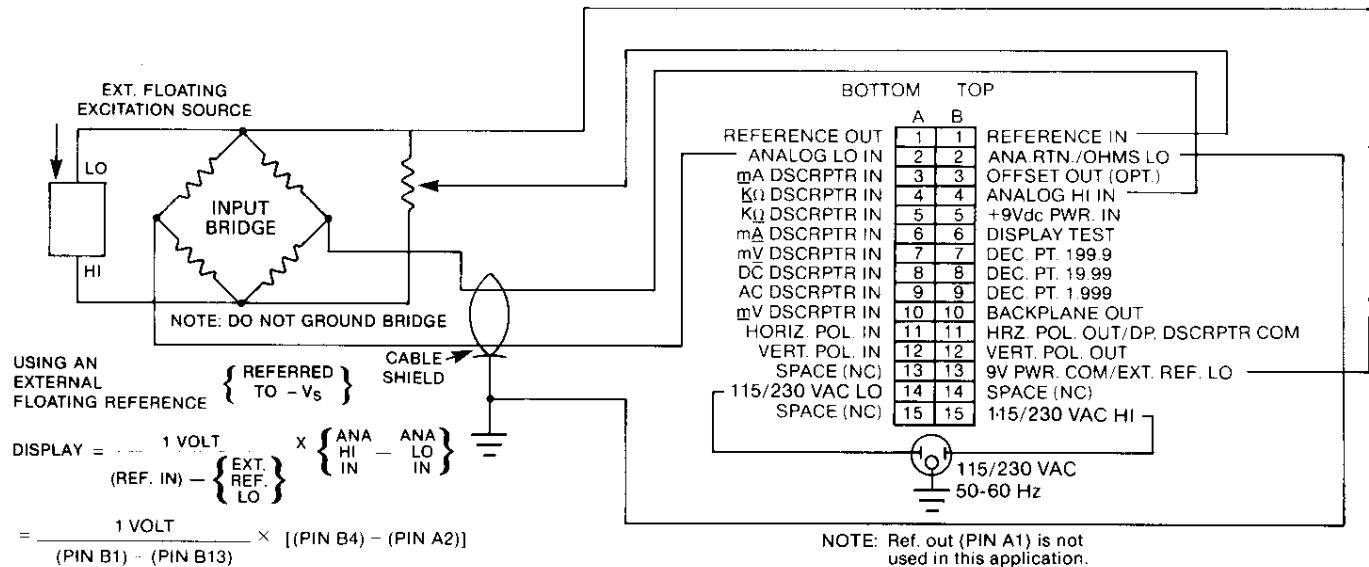 EXT. FLOATING
EXCITATION SOURCE
LO
HI
INPUT
BRIDGE
NOTE: DO NOT GROUND BRIDGE
CABLE
SHIELD
USING AN
EXTERNAL
FLOATING REFERENCE { REFERRED TO – VS }
DISPLAY = 1 VOLT / (REF. IN) – { EXT. REF. LO } X { ANA HI IN – ANA LO IN }
= 1 VOLT / (PIN B1) – (PIN B13) × [(PIN B4) – (PIN A2)]
BOTTOM TOP
A B
REFERENCE OUT 1 1 REFERENCE IN
ANALOG LO IN 2 2 ANA.RTN./OHMS LO
mA DSCRPTR IN 3 3 OFFSET OUT (OPT.)
KΩ DSCRPTR IN 4 4 ANALOG HI IN
KΩ DSCRPTR IN 5 5 +9Vdc PWR. IN
mA DSCRPTR IN 6 6 DISPLAY TEST
mV DSCRPTR IN 7 7 DEC. PT. 199.9
DC DSCRPTR IN 8 8 DEC. PT. 19.99
AC DSCRPTR IN 9 9 DEC. PT. 1.999
mV DSCRPTR IN 10 10 BACKPLANE OUT
HORIZ. POL. IN 11 11 HRZ. POL. OUT/DP. DSCRPTR COM
VERT. POL. IN 12 12 VERT. POL. OUT
SPACE (NC) 13 13 9V PWR. COM/EXT. REF. LO
115/230 VAC LO 14 14 SPACE (NC)
SPACE (NC) 15 15 115/230 VAC HI
115/230 VAC
50-60 Hz
NOTE: Ref. out (PIN A1) is not
used in this application.